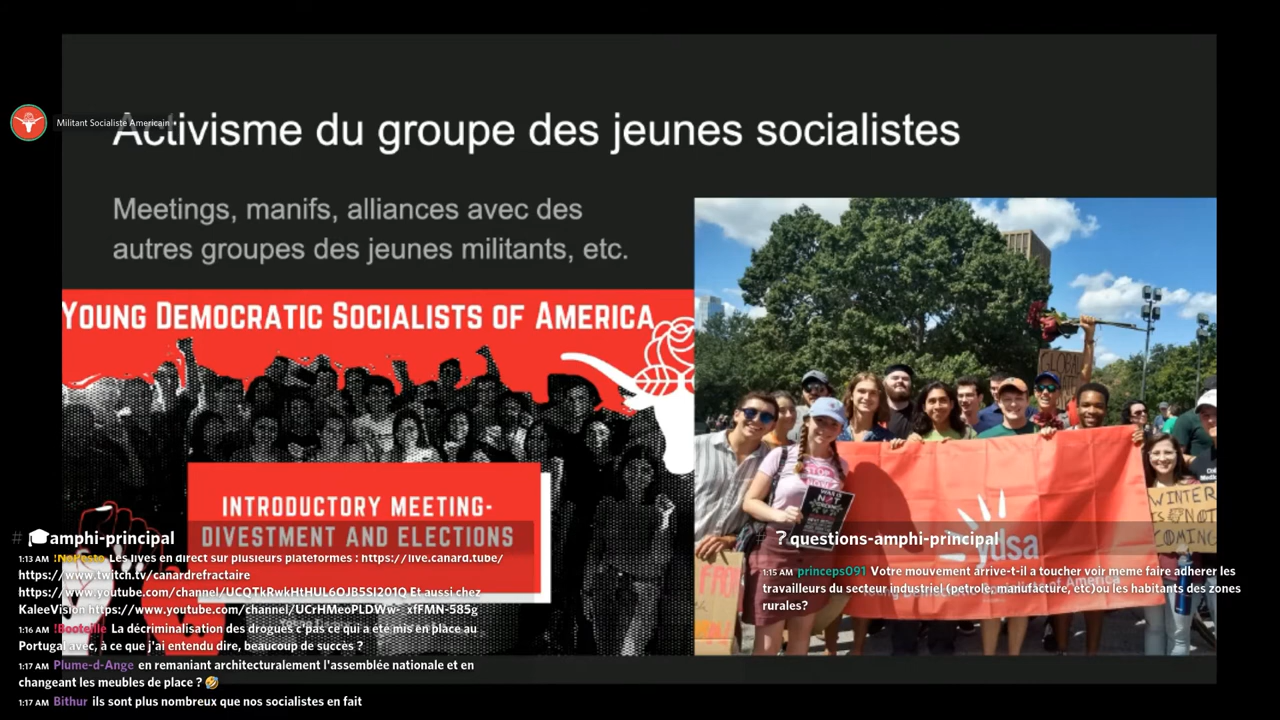 Militant Socialiste Americain
Activisme du groupe des jeunes socialistes
Meetings, manif, alliances avec des
autres groupes des jeunes militants, etc.
YOUNG DEMOCRATIC SOCIALISTS OF AMERICA
INTRODUCTORY MEETING-
DIVESTMENT AND ELECTIONS
GLOBAL
WINTER
IS NOT
COMING
ydsa
# 🎓amphi-principal
1:13 AM !NoPasto Les lives en direct sur plusieurs plateformes : https://live.canard.tube/
https://www.twitch.tv/canardrefractaire
https://www.youtube.com/channel/UCQTkRwkHtHUL6OJB5SI201Q Et aussi chez
KaleeVision https://www.youtube.com/channel/UCrHMeoPLDWw-_xfFMN-585g
1:16 AM !Booteille La décriminalisation des drogues c'pas ce qui a été mis en place au
Portugal avec, à ce que j'ai entendu dire, beaucoup de succès ?
1:17 AM Plume-d-Ange en remaniant architecturalement l'assemblée nationale et en
changeant les meubles de place ? 🤣
1:17 AM Bithur ils sont plus nombreux que nos socialistes en fait
# ❔questions-amphi-principal
1:15 AM princeps091 Votre mouvement arrive-t-il a toucher voir meme faire adherer les
travailleurs du secteur industriel (petrole, manufacture, etc)ou les habitants des zones
rurales?